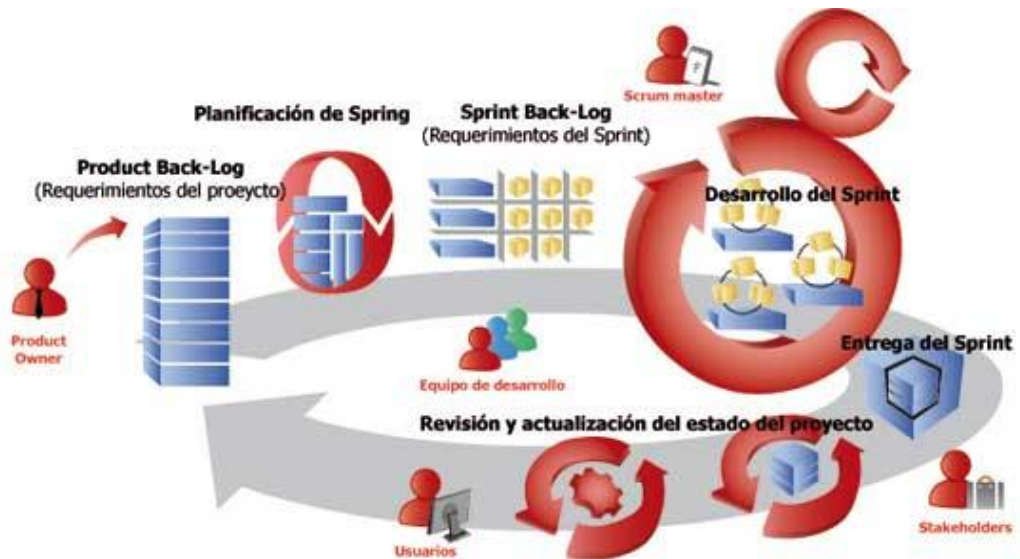 Scrum master
Planificación de Spring
Sprint Back-Log
(Requerimientos del Sprint)
Product Back-Log
(Requerimientos del proeycto)
Desarrollo del Sprint
Product
Owner
Equipo de desarrollo
Entrega del Sprint
Revisión y actualización del estado del proyecto
Usuarios
Stakeholders